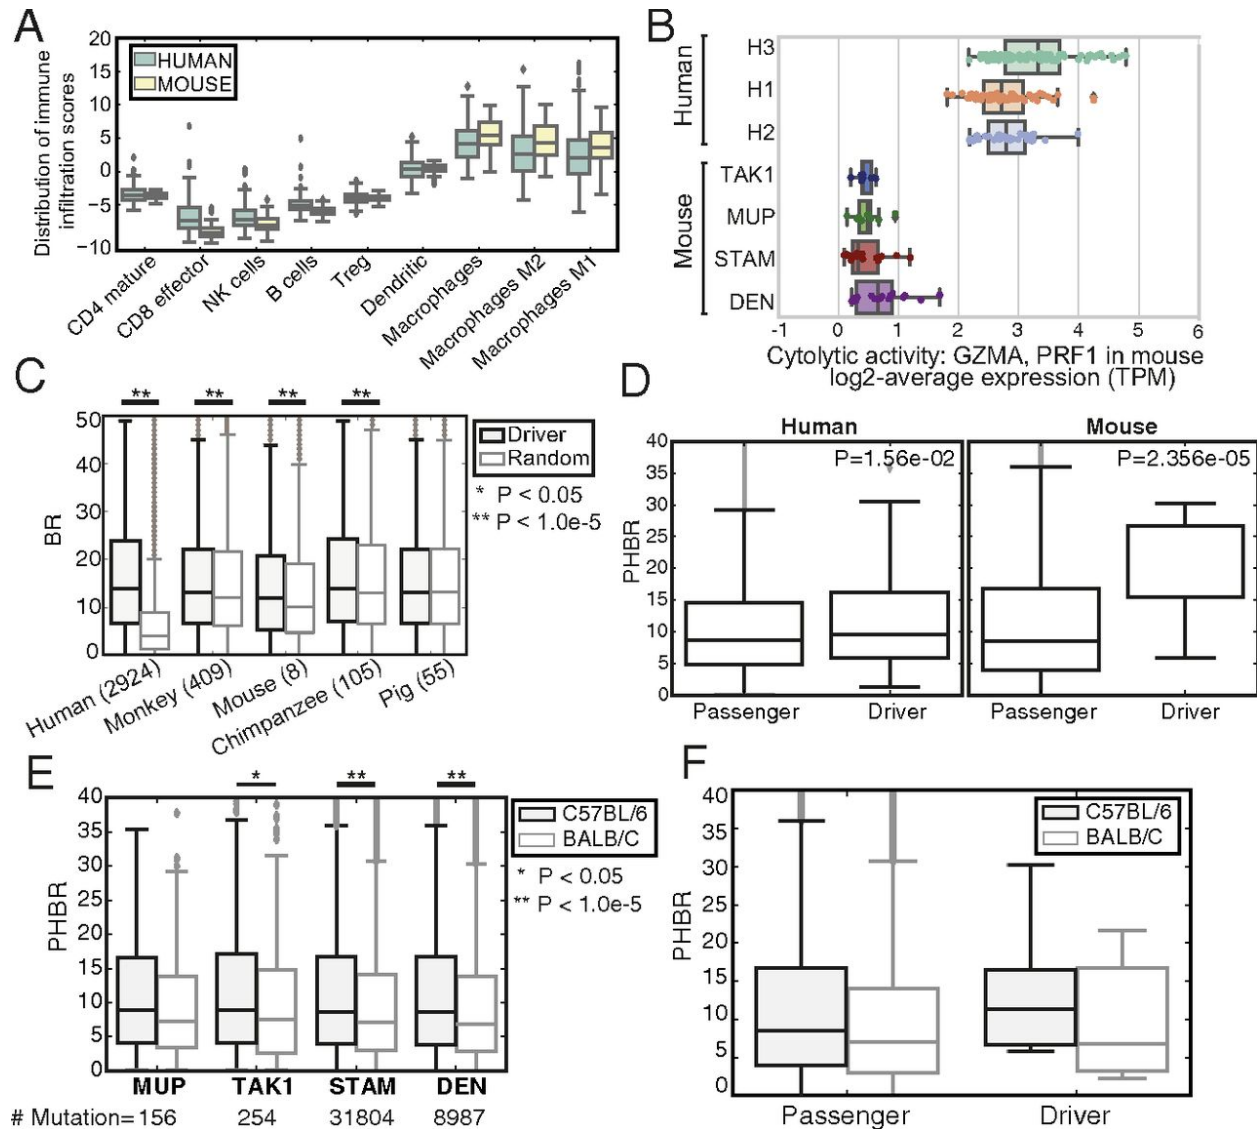 A
Distribution of immune
infiltration scores
20
15
10
5
0
−5
−10
HUMAN
MOUSE
CD4 mature
CD8 effector
NK cells
B cells
Treg
Dendritic
Macrophages
Macrophages M2
Macrophages M1
B
Human
Mouse
H3
H1
H2
TAK1
MUP
STAM
DEN
-1 0 1 2 3 4 5 6
Cytolytic activity: GZMA, PRF1 in mouse
log2-average expression (TPM)
C
** ** ** **
BR
50
40
30
20
10
0
Driver
Random
* P < 0.05
** P < 1.0e-5
Human (2924)
Monkey (409)
Mouse (8)
Chimpanzee (105)
Pig (55)
D
Human Mouse
P=1.56e-02 P=2.356e-05
PHBR
40
35
30
25
20
15
10
5
0
Passenger Driver Passenger Driver
E
* ** **
PHBR
40
35
30
25
20
15
10
5
0
C57BL/6
BALB/C
* P < 0.05
** P < 1.0e-5
MUP TAK1 STAM DEN
# Mutation= 156 254 31804 8987
F
PHBR
40
35
30
25
20
15
10
5
0
C57BL/6
BALB/C
Passenger Driver